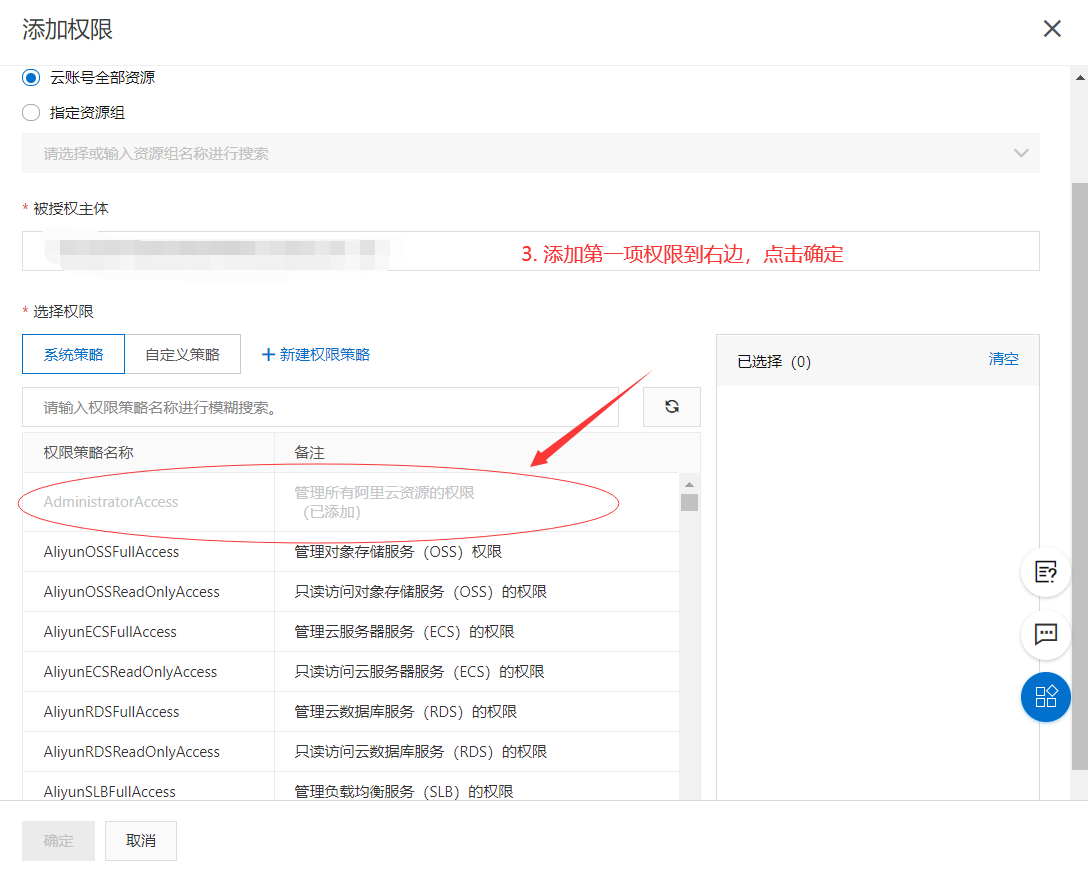 添加权限
云账号全部资源
指定资源组
请选择或输入资源组名称进行搜索
* 被授权主体
3. 添加第一项权限到右边，点击确定
* 选择权限
系统策略
自定义策略
新建权限策略
已选择（0）
清空
请输入权限策略名称进行模糊搜索。
权限策略名称
备注
AdministratorAccess
管理所有阿里云资源的权限
（已添加）
AliyunOSSFullAccess
管理对象存储服务（OSS）权限
AliyunOSSReadOnlyAccess
只读访问对象存储服务（OSS）的权限
AliyunECSFullAccess
管理云服务器服务（ECS）的权限
AliyunECSReadOnlyAccess
只读访问云服务器服务（ECS）的权限
AliyunRDSFullAccess
管理云数据库服务（RDS）的权限
AliyunRDSReadOnlyAccess
只读访问云数据库服务（RDS）的权限
AliyunSLBFullAccess
管理负载均衡服务（SLB）的权限
确定
取消